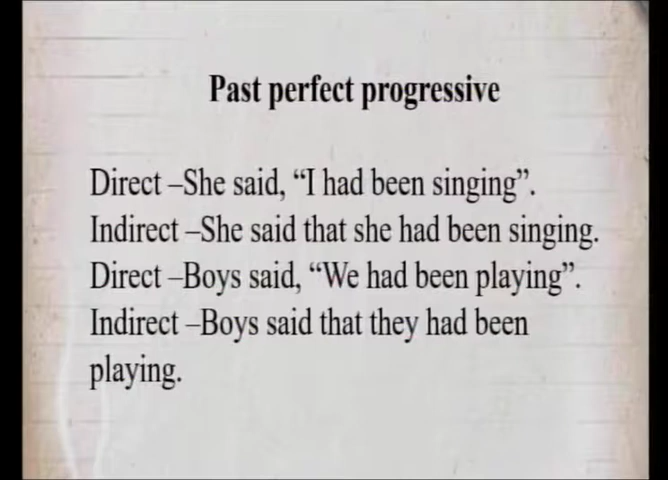 Past perfect progressive
Direct –She said, “I had been singing”.
Indirect –She said that she had been singing.
Direct –Boys said, “We had been playing”.
Indirect –Boys said that they had been
playing.